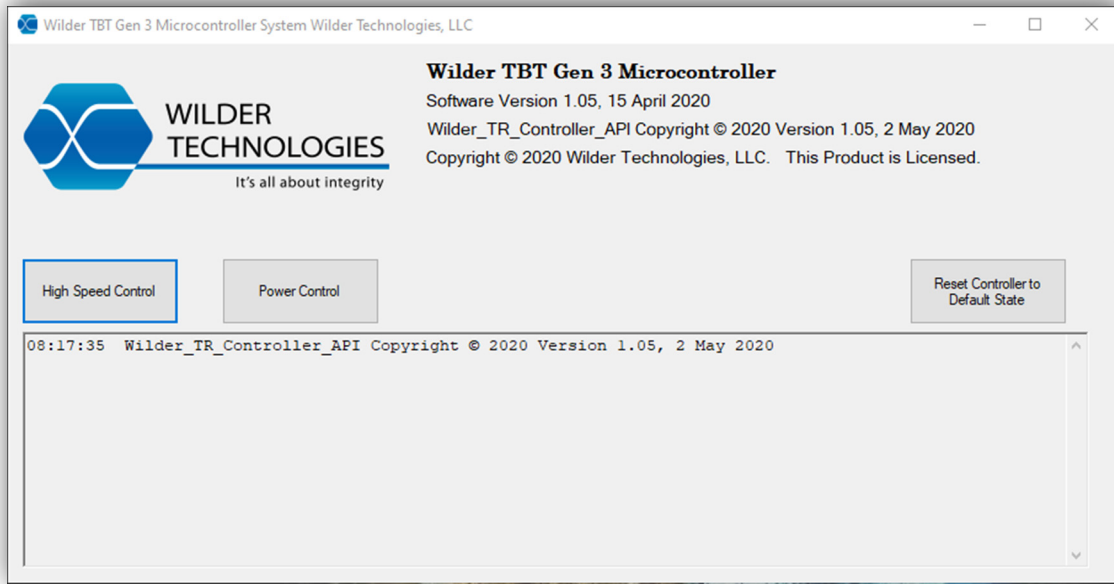 Wilder TBT Gen 3 Microcontroller System Wilder Technologies, LLC
WILDER
TECHNOLOGIES
It's all about integrity
Wilder TBT Gen 3 Microcontroller
Software Version 1.05, 15 April 2020
Wilder_TR_Controller_API Copyright © 2020 Version 1.05, 2 May 2020
Copyright © 2020 Wilder Technologies, LLC. This Product is Licensed.
High Speed Control
Power Control
Reset Controller to
Default State
08:17:35 Wilder_TR_Controller_API Copyright © 2020 Version 1.05, 2 May 2020